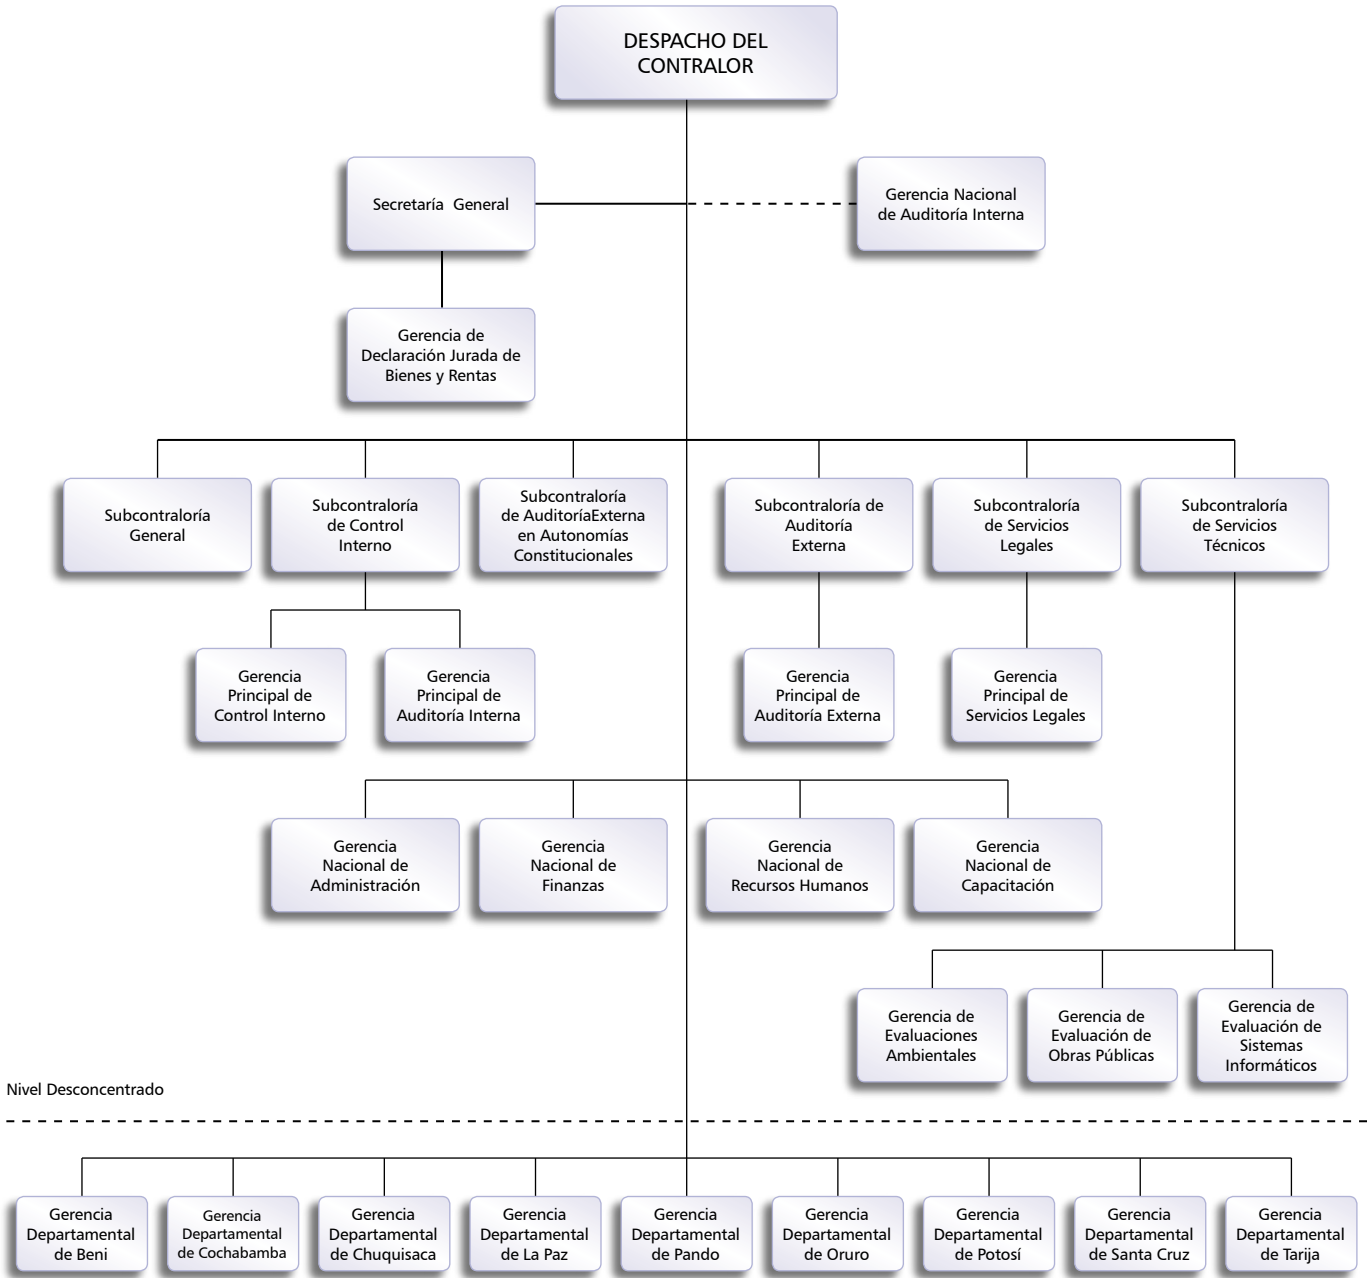 DESPACHO DEL
CONTRALOR
Secretaría General
Gerencia Nacional
de Auditoría Interna
Gerencia de
Declaración Jurada de
Bienes y Rentas
Subcontraloría
General
Subcontraloría
de Control
Interno
Subcontraloría
de AuditoríaExterna
en Autonomías
Constitucionales
Subcontraloría de
Auditoría
Externa
Subcontraloría
de Servicios
Legales
Subcontraloría
de Servicios
Técnicos
Gerencia
Principal de
Control Interno
Gerencia
Principal de
Auditoría Interna
Gerencia
Principal de
Auditoría Externa
Gerencia
Principal de
Servicios Legales
Gerencia
Nacional de
Administración
Gerencia
Nacional de
Finanzas
Gerencia
Nacional de
Recursos Humanos
Gerencia
Nacional de
Capacitación
Gerencia de
Evaluaciones
Ambientales
Gerencia de
Evaluación de
Obras Públicas
Gerencia de
Evaluación de
Sistemas
Informáticos
Nivel Desconcentrado
Gerencia
Departamental
de Beni
Gerencia
Departamental
de Cochabamba
Gerencia
Departamental
de Chuquisaca
Gerencia
Departamental
de La Paz
Gerencia
Departamental
de Pando
Gerencia
Departamental
de Oruro
Gerencia
Departamental
de Potosí
Gerencia
Departamental
de Santa Cruz
Gerencia
Departamental
de Tarija